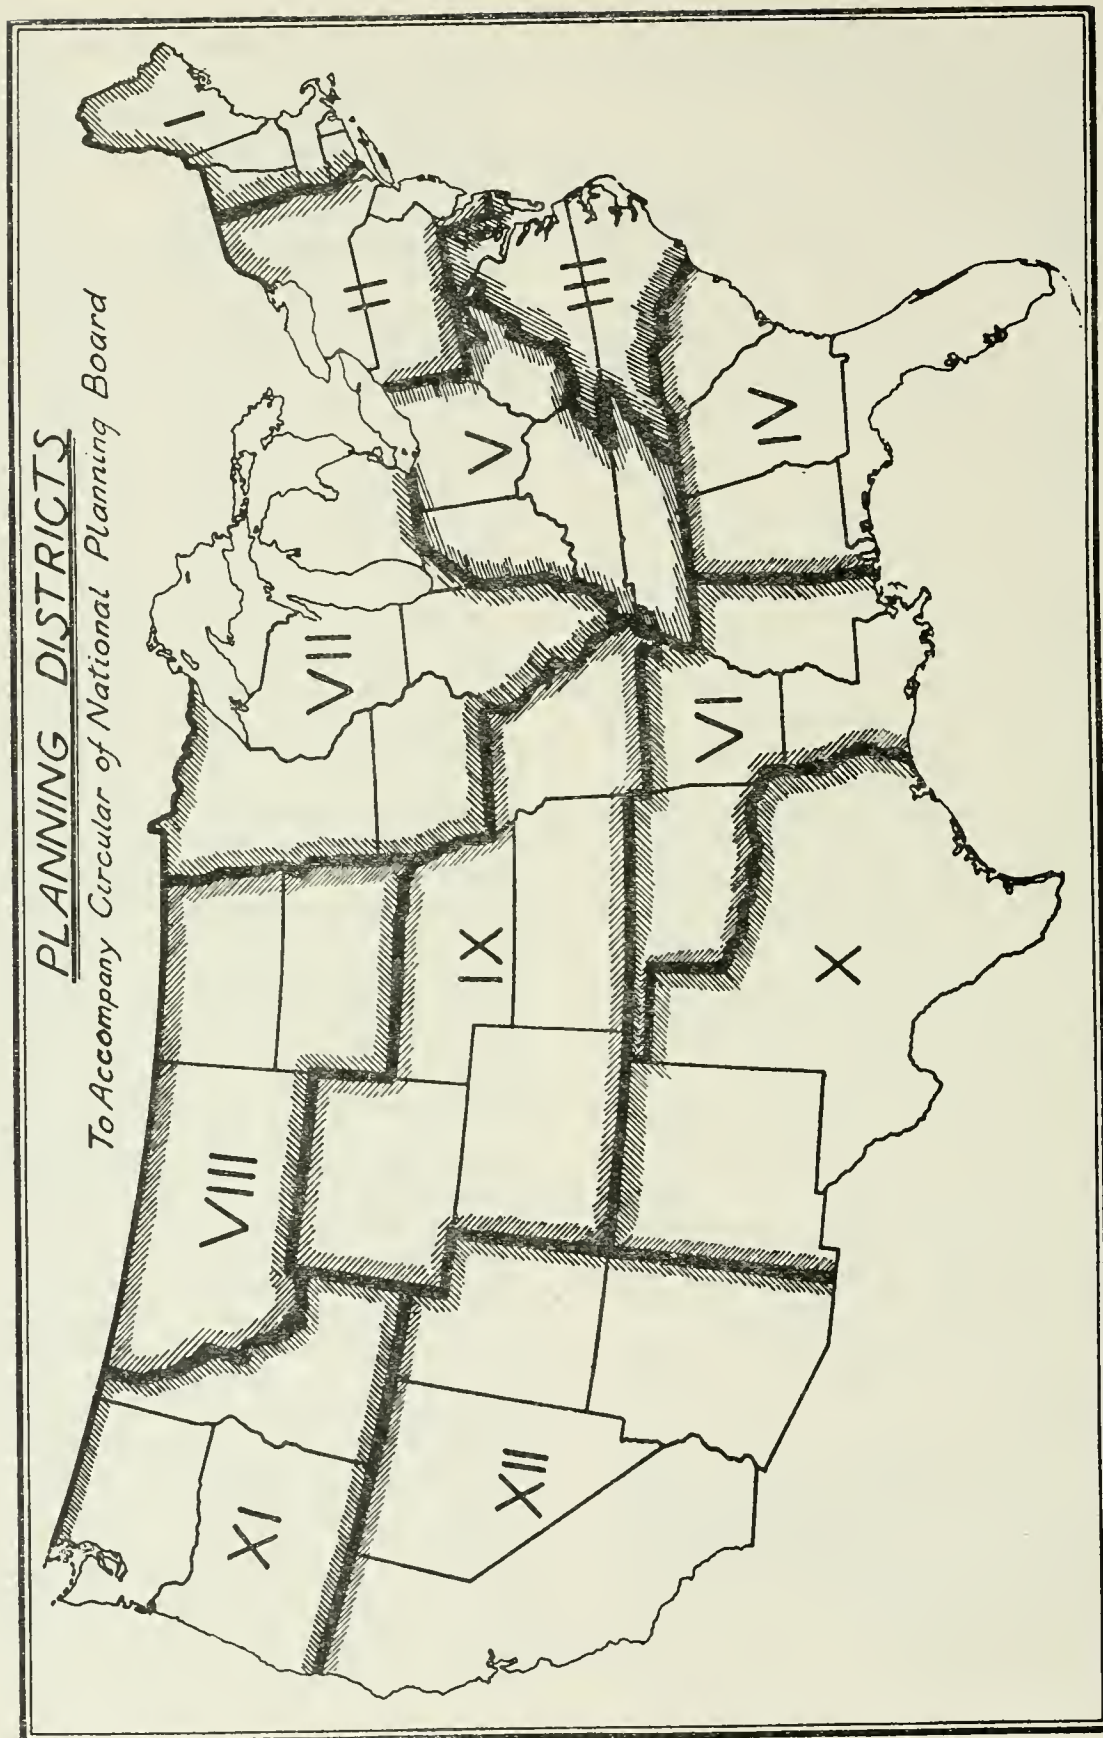 PLANNING DISTRICTS
To Accompany Circular of National Planning Board
I
II
III
IV
V
VI
VII
VIII
IX
X
XI
XII